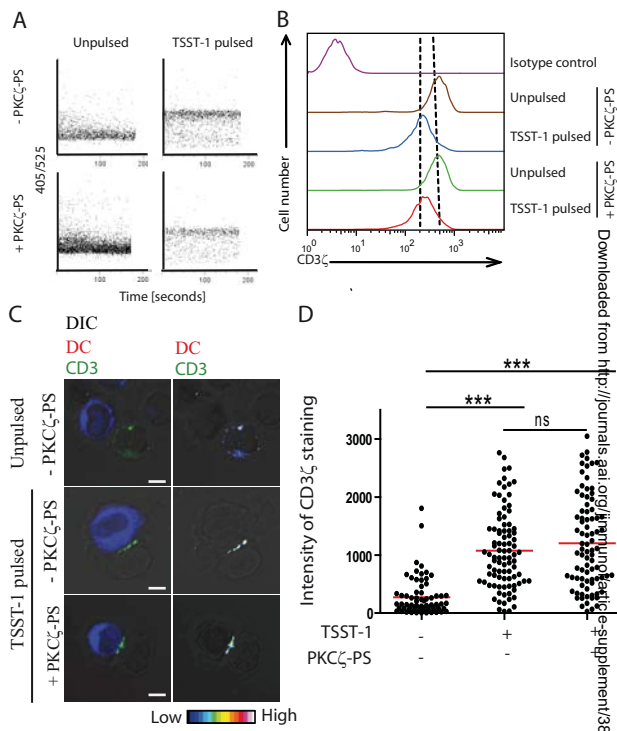 A
Unpulsed TSST-1 pulsed
- PKCζ-PS
+ PKCζ-PS
405/525
100 200 100 200
100 200 100 200
Time [seconds]
B
Cell number
Isotype control
Unpulsed
TSST-1 pulsed
- PKCζ-PS
Unpulsed
TSST-1 pulsed
+ PKCζ-PS
10⁰ 10¹ 10² 10³
CD3ζ
C
DIC
DC DC
CD3 CD3
Unpulsed
- PKCζ-PS
TSST-1 pulsed
- PKCζ-PS
+ PKCζ-PS
Low High
D
***
***
ns
Intensity of CD3ζ staining
3000
2000
1000
0
TSST-1 - + +
PKCζ-PS - - +
Downloaded from http://journals.aai.org/jimmunol/article-supplement/38